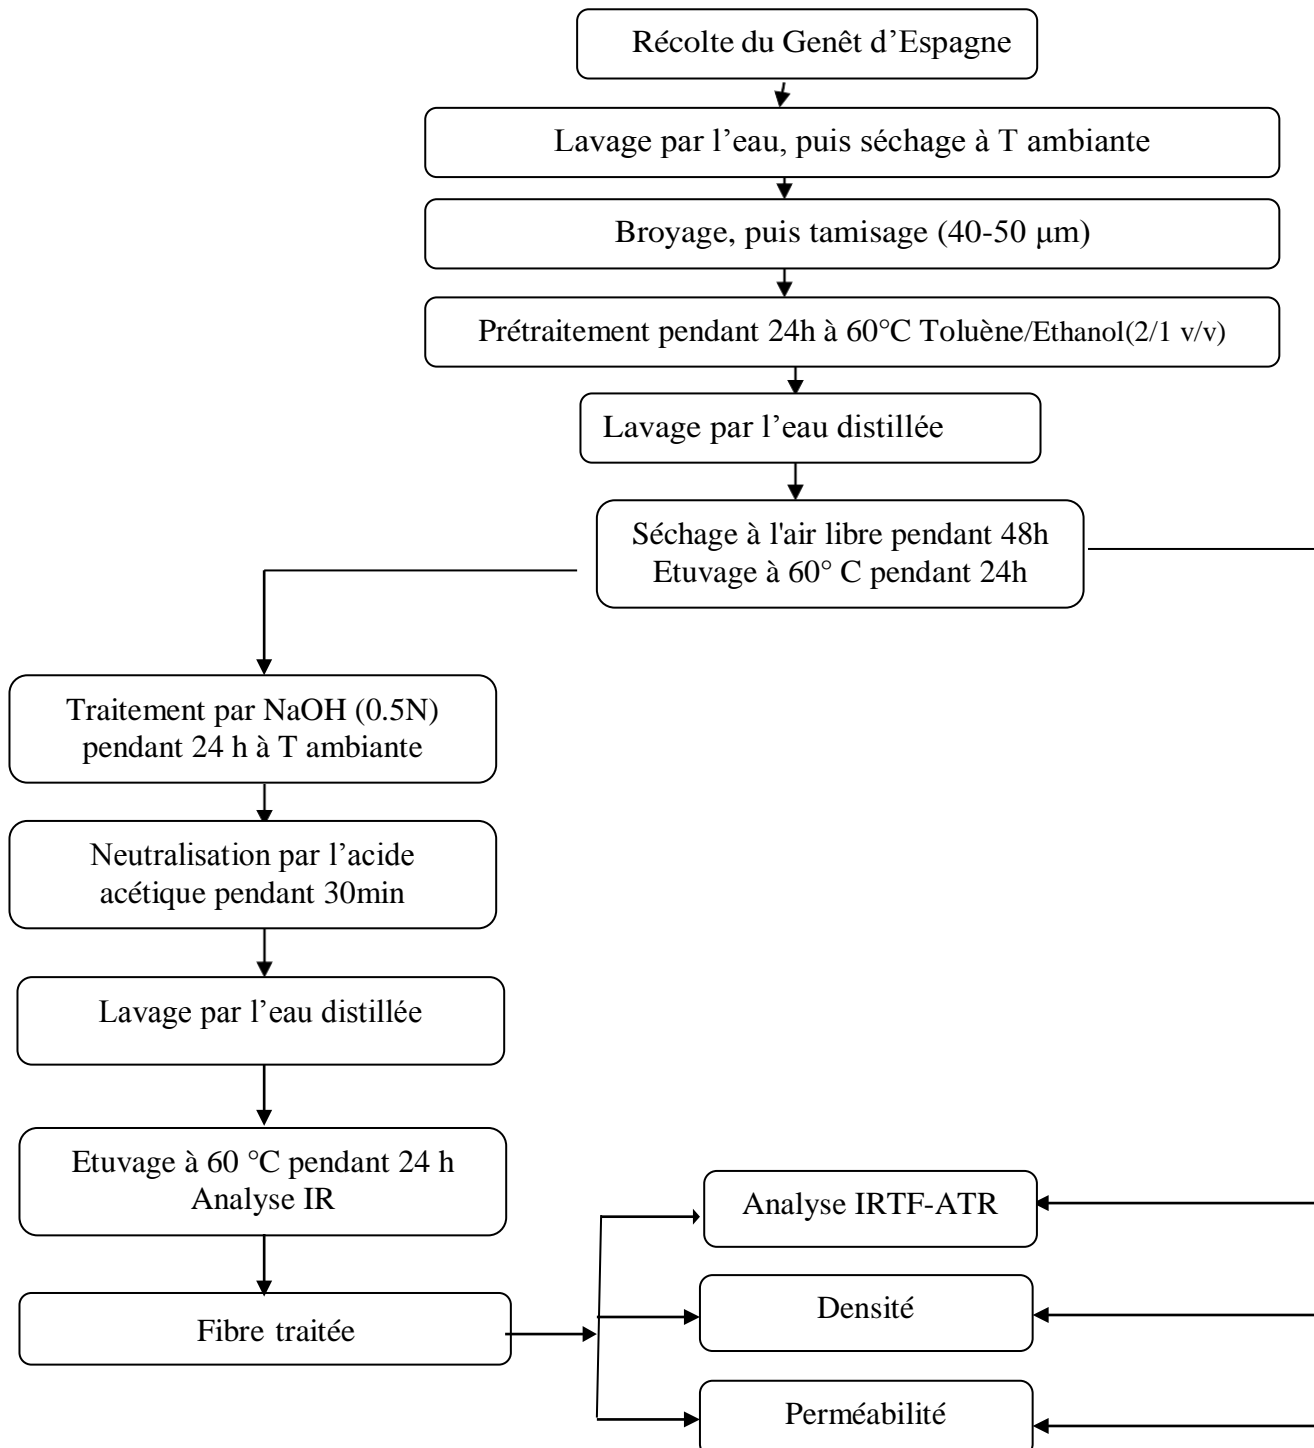 Récolte du Genêt d’Espagne
Lavage par l’eau, puis séchage à T ambiante
Broyage, puis tamisage (40-50 µm)
Prétraitement pendant 24h à 60°C Toluène/Ethanol(2/1 v/v)
Lavage par l’eau distillée
Séchage à l'air libre pendant 48h
Etuvage à 60° C pendant 24h
Traitement par NaOH (0.5N)
pendant 24 h à T ambiante
Neutralisation par l’acide
acétique pendant 30min
Lavage par l’eau distillée
Etuvage à 60 °C pendant 24 h
Analyse IR
Fibre traitée
Analyse IRTF-ATR
Densité
Perméabilité